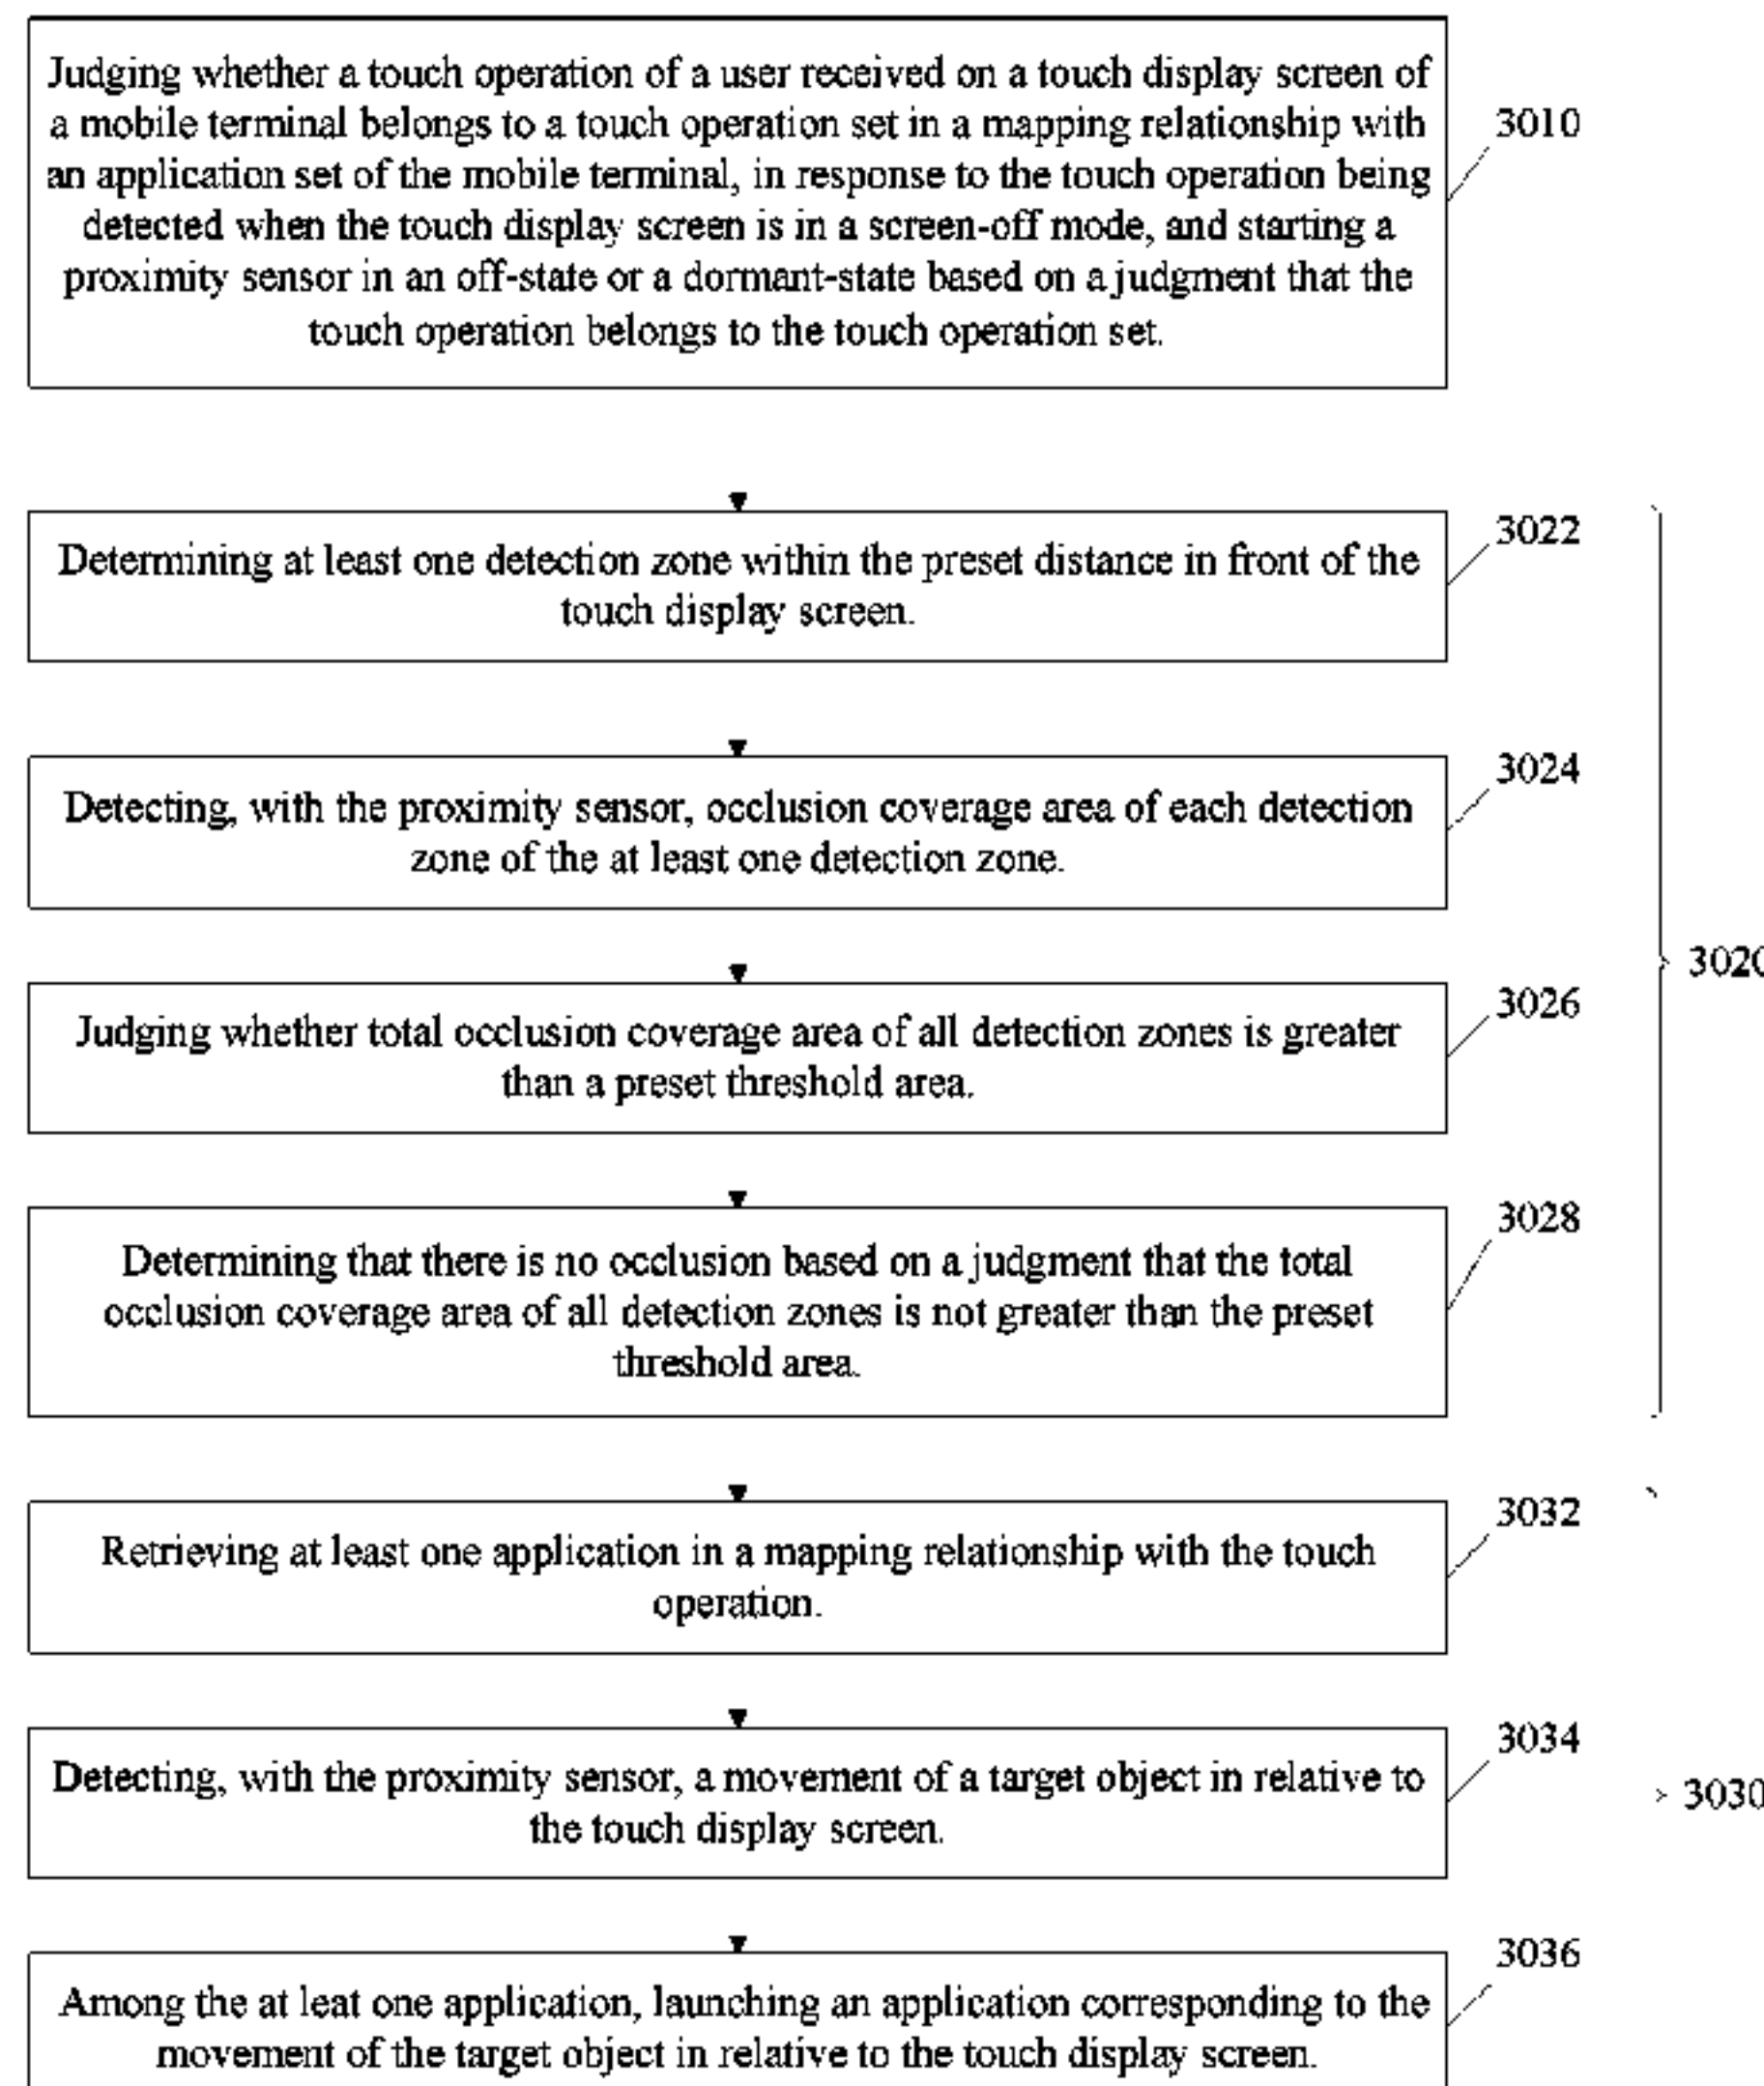 Judging whether a touch operation of a user received on a touch display screen of
a mobile terminal belongs to a touch operation set in a mapping relationship with
an application set of the mobile terminal, in response to the touch operation being
detected when the touch display screen is in a screen-off mode, and starting a
proximity sensor in an off-state or a dormant-state based on a judgment that the
touch operation belongs to the touch operation set.
3010
Determining at least one detection zone within the preset distance in front of the
touch display screen.
3022
Detecting, with the proximity sensor, occlusion coverage area of each detection
zone of the at least one detection zone.
3024
3020
Judging whether total occlusion coverage area of all detection zones is greater
than a preset threshold area.
3026
Determining that there is no occlusion based on a judgment that the total
occlusion coverage area of all detection zones is not greater than the preset
threshold area.
3028
Retrieving at least one application in a mapping relationship with the touch
operation.
3032
Detecting, with the proximity sensor, a movement of a target object in relative to
the touch display screen.
3034
3030
Among the at leat one application, launching an application corresponding to the
movement of the target object in relative to the touch display screen.
3036